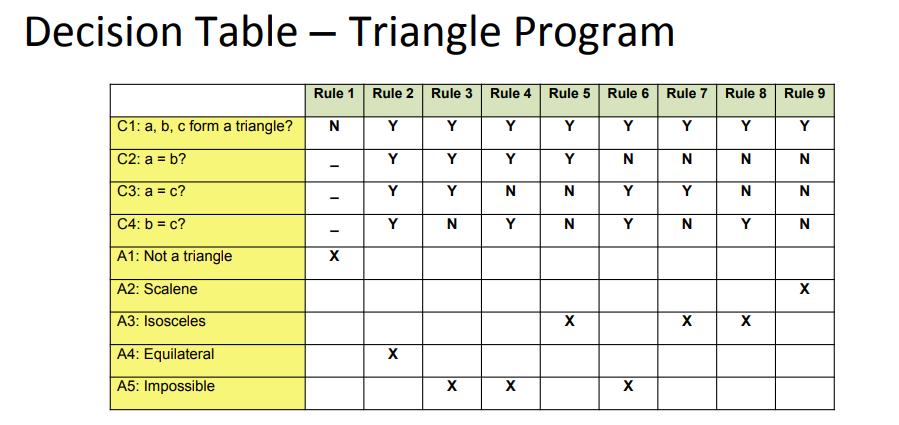 Decision Table – Triangle Program
Rule 1 Rule 2 Rule 3 Rule 4 Rule 5 Rule 6 Rule 7 Rule 8 Rule 9
C1: a, b, c form a triangle? N Y Y Y Y Y Y Y Y
C2: a = b? – Y Y Y Y N N N N
C3: a = c? – Y Y N N Y Y N N
C4: b = c? – Y N Y N Y N Y N
A1: Not a triangle X
A2: Scalene X
A3: Isosceles X X X
A4: Equilateral X
A5: Impossible X X X